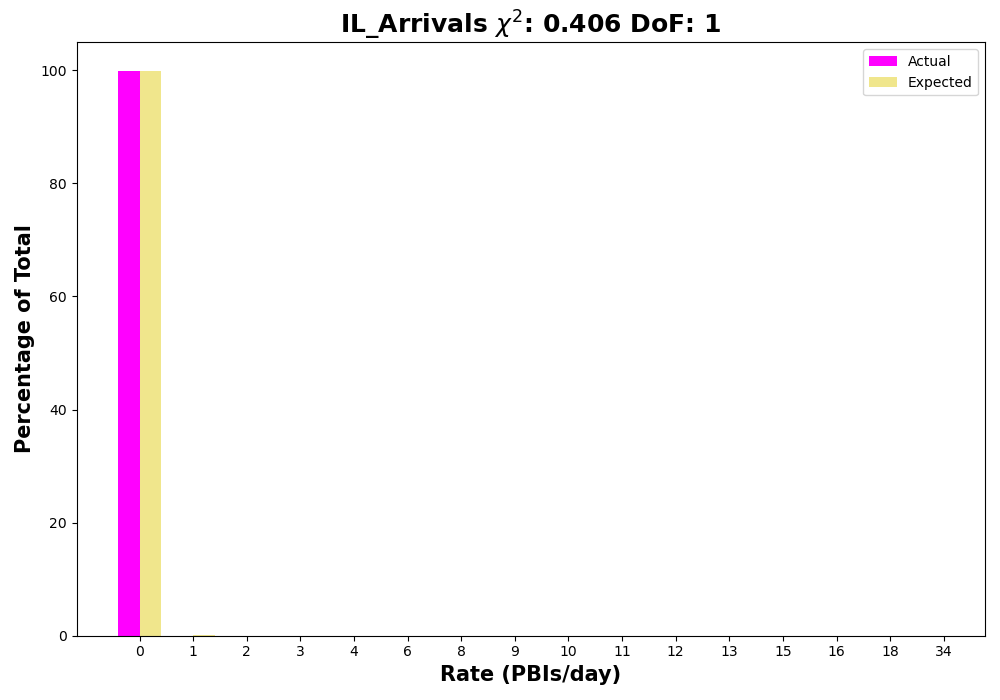 IL_Arrivals χ²: 0.406 DoF: 1
Actual
Expected
100
80
60
40
20
0
Percentage of Total
0 1 2 3 4 6 8 9 10 11 12 13 15 16 18 34
Rate (PBIs/day)